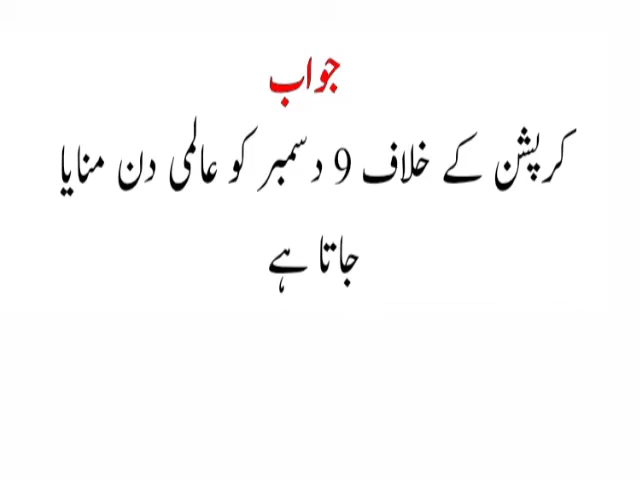 جواب
کرپشن کے خلاف 9 دسمبر کو عالمی دن منایا
جاتا ہے